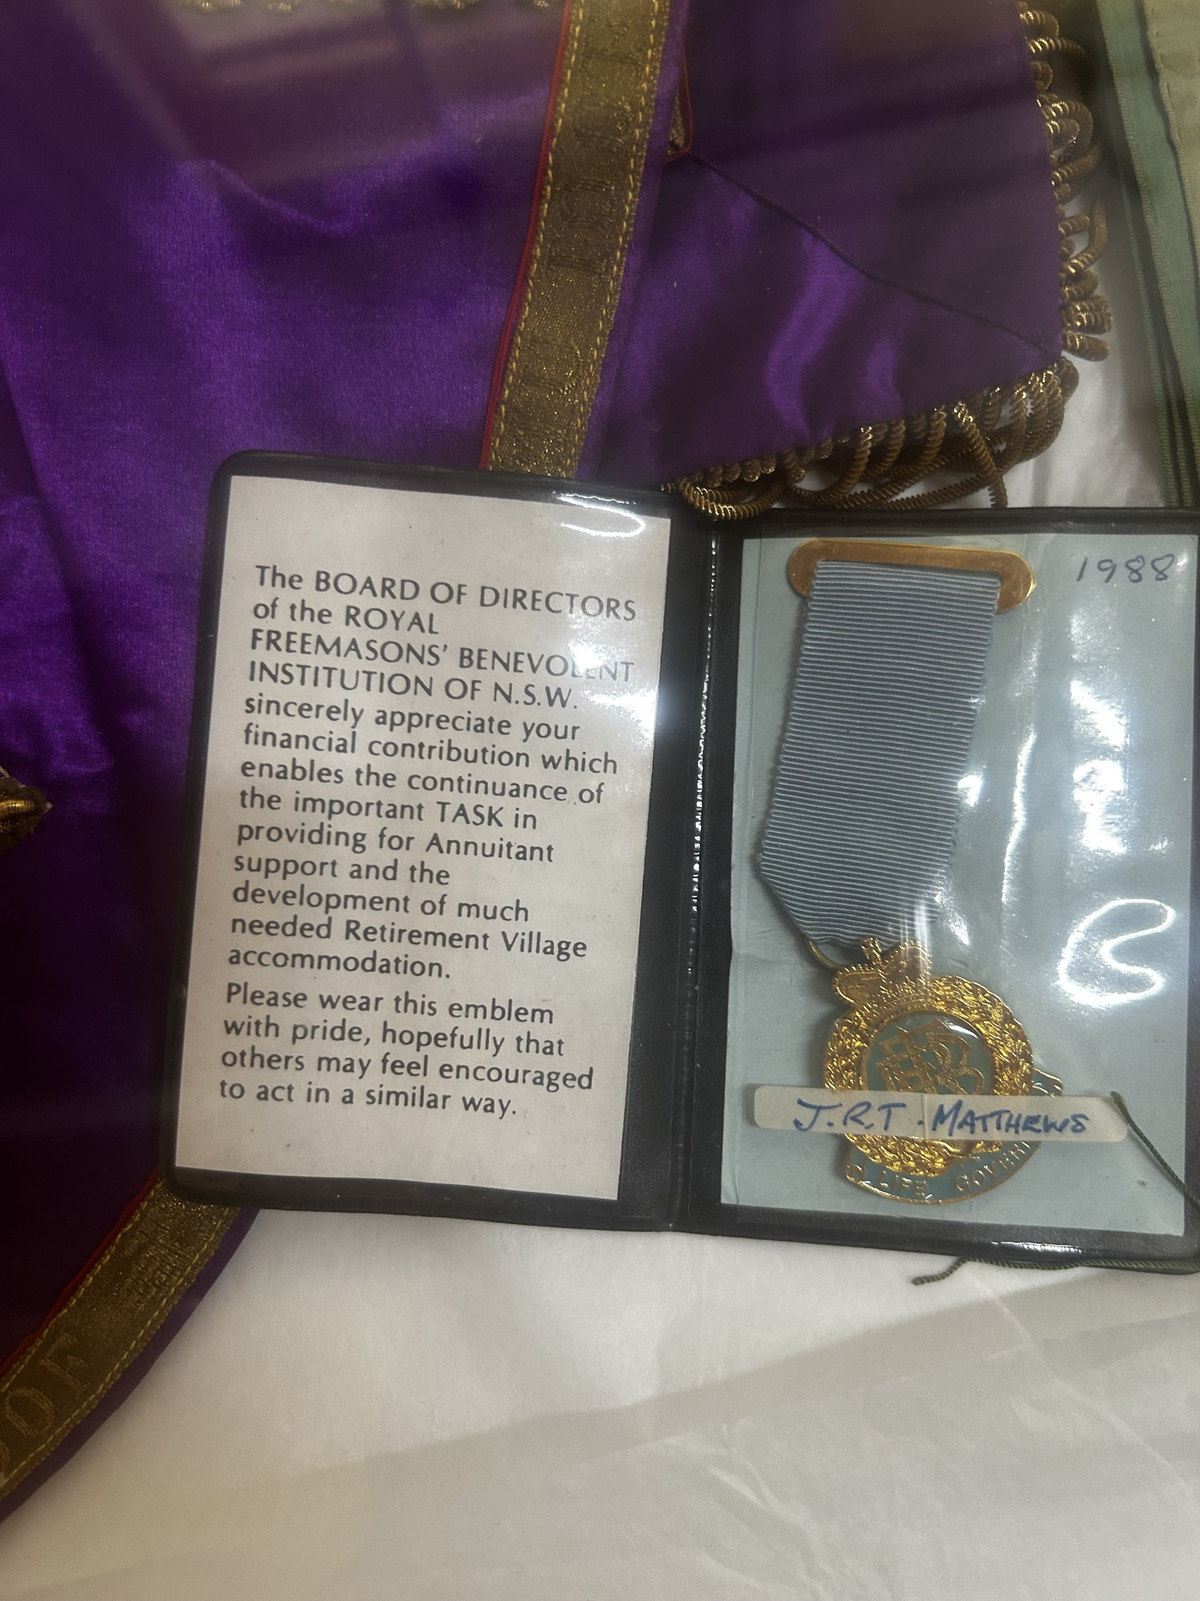 The BOARD OF DIRECTORS
of the ROYAL
FREEMASONS' BENEVOLENT
INSTITUTION OF N.S.W.
sincerely appreciate your
financial contribution which
enables the continuance of
the important TASK in
providing for Annuitant
support and the
development of much
needed Retirement Village
accommodation.
Please wear this emblem
with pride, hopefully that
others may feel encouraged
to act in a similar way.
1988
J.R.T. MATTHEWS
LIFE
OF